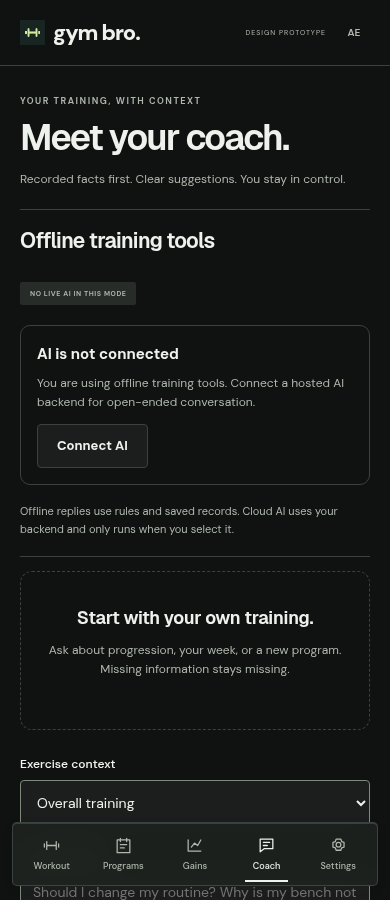 gym bro.
DESIGN PROTOTYPE
AE
YOUR TRAINING, WITH CONTEXT
Meet your coach.
Recorded facts first. Clear suggestions. You stay in control.
Offline training tools
NO LIVE AI IN THIS MODE
AI is not connected
You are using offline training tools. Connect a hosted AI
backend for open-ended conversation.
Connect AI
Offline replies use rules and saved records. Cloud AI uses your
backend and only runs when you select it.
Start with your own training.
Ask about progression, your week, or a new program.
Missing information stays missing.
Exercise context
Overall training
Workout
Programs
Gains
Coach
Settings
Should I change my routine? Why is my bench not